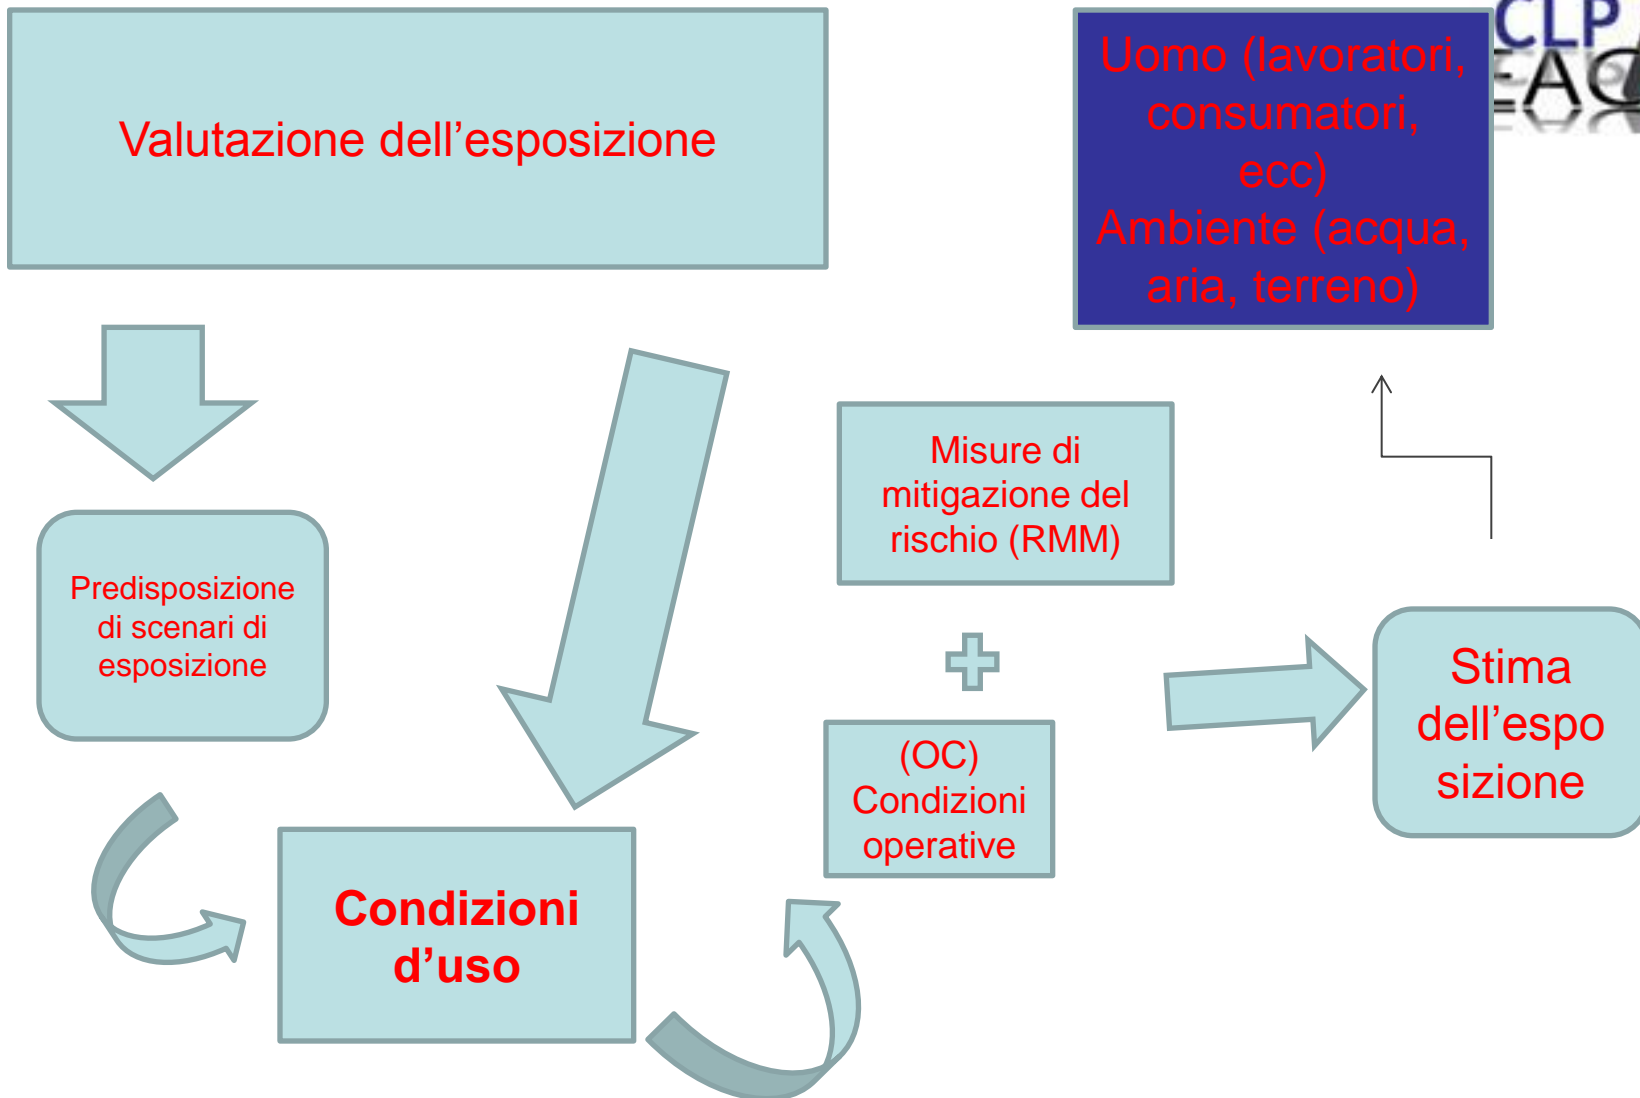 Valutazione dell’esposizione
Uomo (lavoratori,
consumatori,
ecc)
Ambiente (acqua,
aria, terreno)
CLP
Misure di
mitigazione del
rischio (RMM)
Predisposizione
di scenari di
esposizione
(OC)
Condizioni
operative
Stima
dell’espo
sizione
Condizioni
d’uso